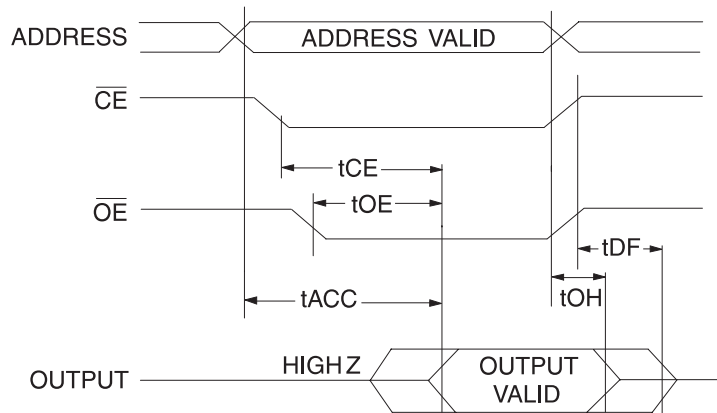 ADDRESS
ADDRESS VALID
CE
tCE
OE
tOE
tDF
tACC
tOH
OUTPUT
HIGH Z
OUTPUT
VALID